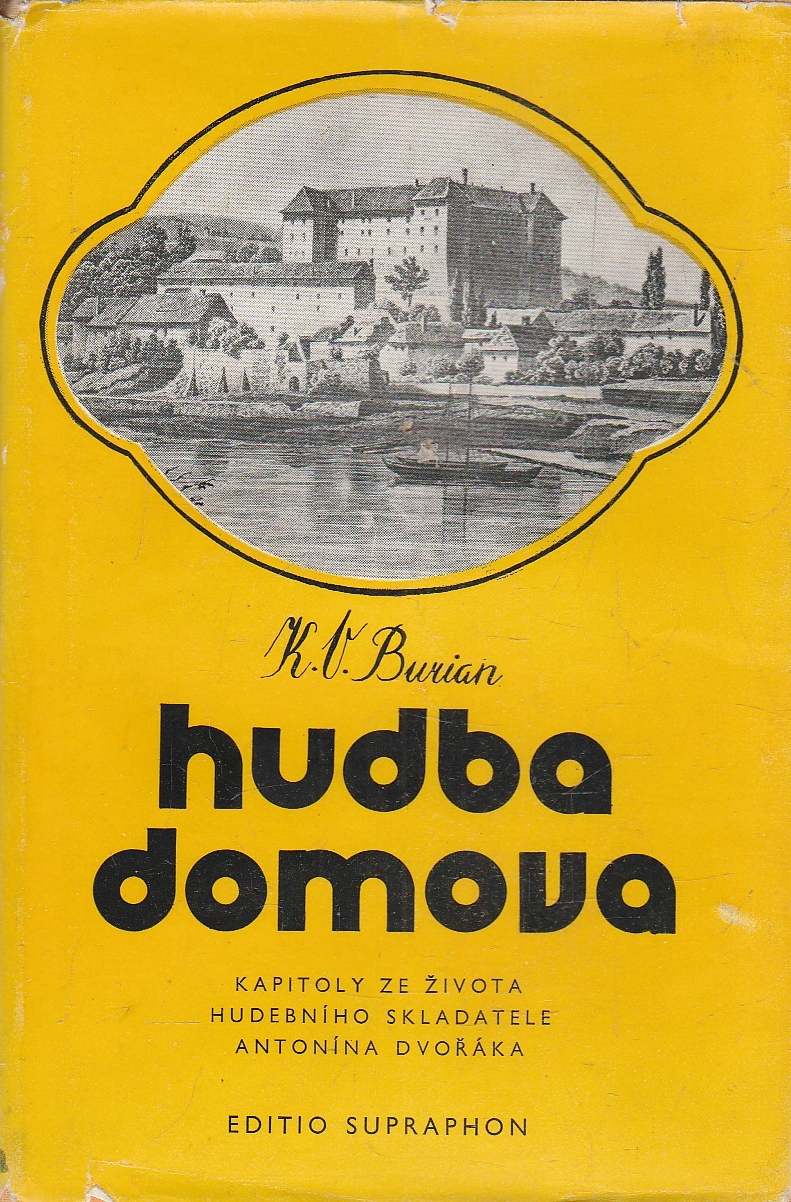 K. V. Burian
hudba
domova
KAPITOLY ZE ŽIVOTA
HUDEBNÍHO SKLADATELE
ANTONÍNA DVOŘÁKA
EDITIO SUPRAPHON